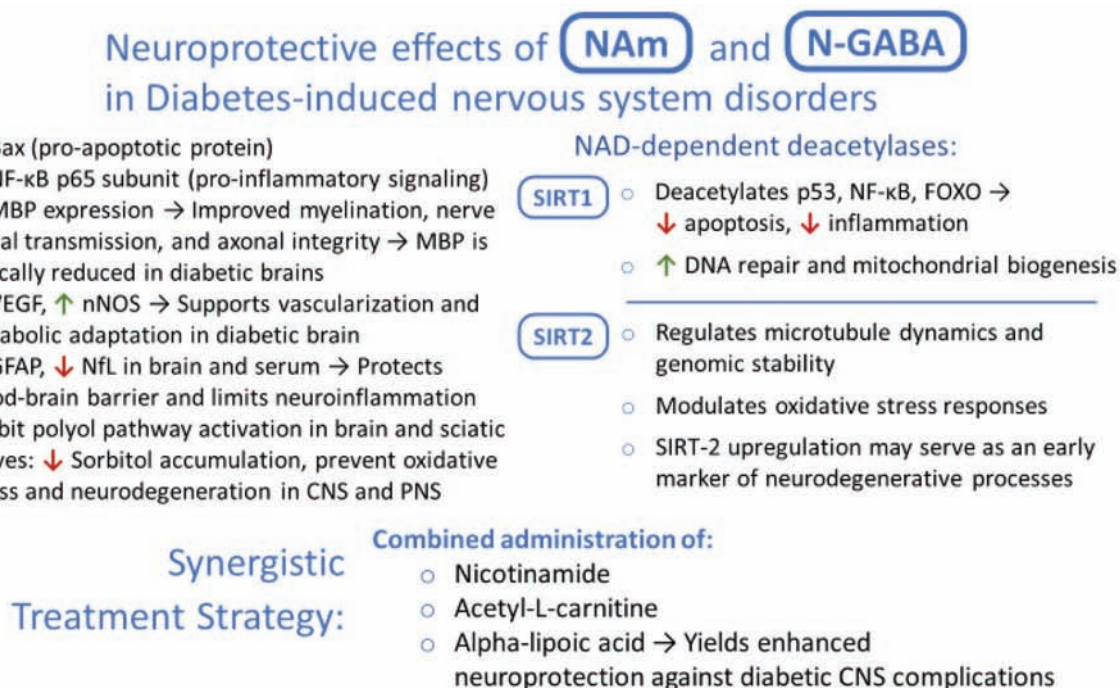 Neuroprotective effects of NAm and N-GABA
in Diabetes-induced nervous system disorders
ax (pro-apoptotic protein)
F-κB p65 subunit (pro-inflammatory signaling)
MBP expression → Improved myelination, nerve
al transmission, and axonal integrity → MBP is
cally reduced in diabetic brains
EGF, ↑ nNOS → Supports vascularization and
abolic adaptation in diabetic brain
GFAP, ↓ NfL in brain and serum → Protects
od-brain barrier and limits neuroinflammation
bit polyol pathway activation in brain and sciatic
ves: ↓ Sorbitol accumulation, prevent oxidative
ss and neurodegeneration in CNS and PNS
NAD-dependent deacetylases:
SIRT1
○ Deacetylates p53, NF-κB, FOXO →
↓ apoptosis, ↓ inflammation
○ ↑ DNA repair and mitochondrial biogenesis
SIRT2
○ Regulates microtubule dynamics and
genomic stability
○ Modulates oxidative stress responses
○ SIRT-2 upregulation may serve as an early
marker of neurodegenerative processes
Synergistic
Treatment Strategy:
Combined administration of:
○ Nicotinamide
○ Acetyl-L-carnitine
○ Alpha-lipoic acid → Yields enhanced
neuroprotection against diabetic CNS complications